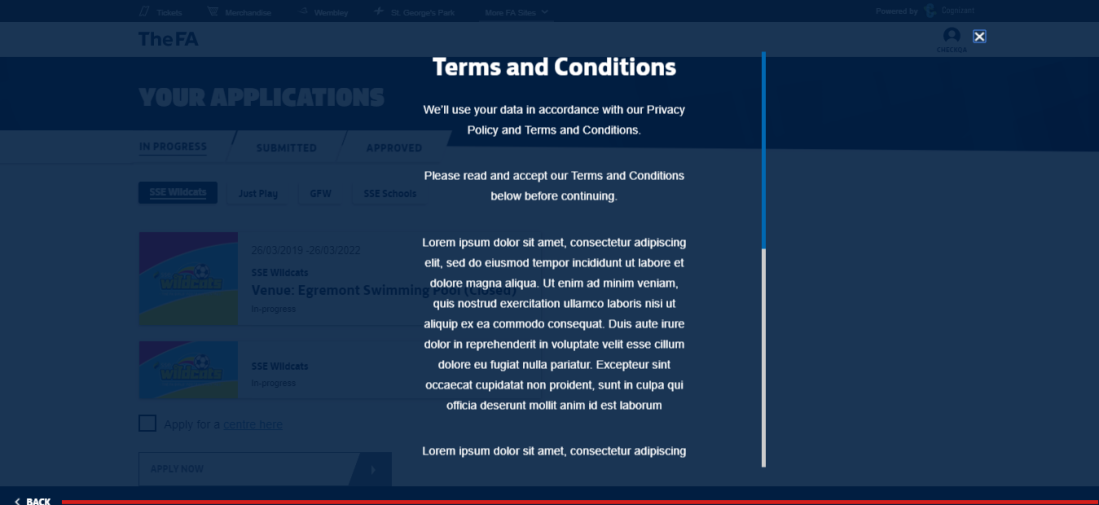 Tickets Merchandise Wembley St. George's Park More FA Sites Powered by Cognizant
TheFA
Terms and Conditions
We'll use your data in accordance with our Privacy
Policy and Terms and Conditions.
YOUR APPLICATIONS
IN PROGRESS SUBMITTED APPROVED
Please read and accept our Terms and Conditions
below before continuing.
SSE Wildcats Just Play GFW SSE Schools
Lorem ipsum dolor sit amet, consectetur adipiscing
elit, sed do eiusmod tempor incididunt ut labore et
dolore magna aliqua. Ut enim ad minim veniam,
quis nostrud exercitation ullamco laboris nisi ut
aliquip ex ea commodo consequat. Duis aute irure
dolor in reprehenderit in voluptate velit esse cillum
dolore eu fugiat nulla pariatur. Excepteur sint
occaecat cupidatat non proident, sunt in culpa qui
officia deserunt mollit anim id est laborum
Lorem ipsum dolor sit amet, consectetur adipiscing
26/03/2019 -26/03/2022
SSE Wildcats
Venue: Egremont Swimming Pool (Closed)
In-progress
wildcats
SSE Wildcats
In-progress
wildcats
Apply for a centre here
APPLY NOW
BACK